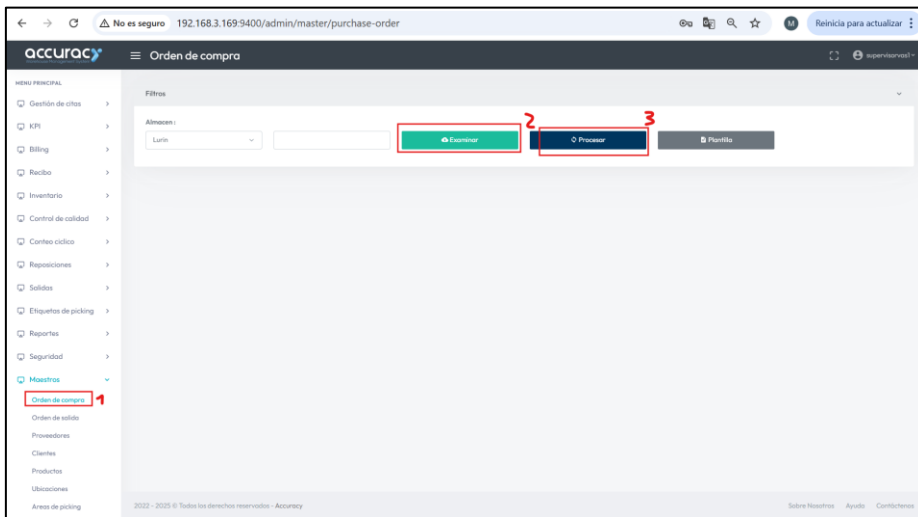 No es seguro 192.168.3.169:9400/admin/master/purchase-order M Reinicia para actualizar
accuracy Orden de compra supervisorvas1
MENU PRINCIPAL
Filtros
Gestión de citas
KPI
Almacen :
2
3
Lurin Examinar Procesar Plantilla
Billing
Recibo
Inventario
Control de calidad
Conteo ciclico
Reposiciones
Salidas
Etiquetas de picking
Reportes
Seguridad
Maestros
Orden de compra 1
Orden de salida
Proveedores
Clientes
Productos
Ubicaciones
Areas de picking
2022 - 2025 © Todos los derechos reservados - Accuracy Sobre Nosotros Ayuda Contáctenos